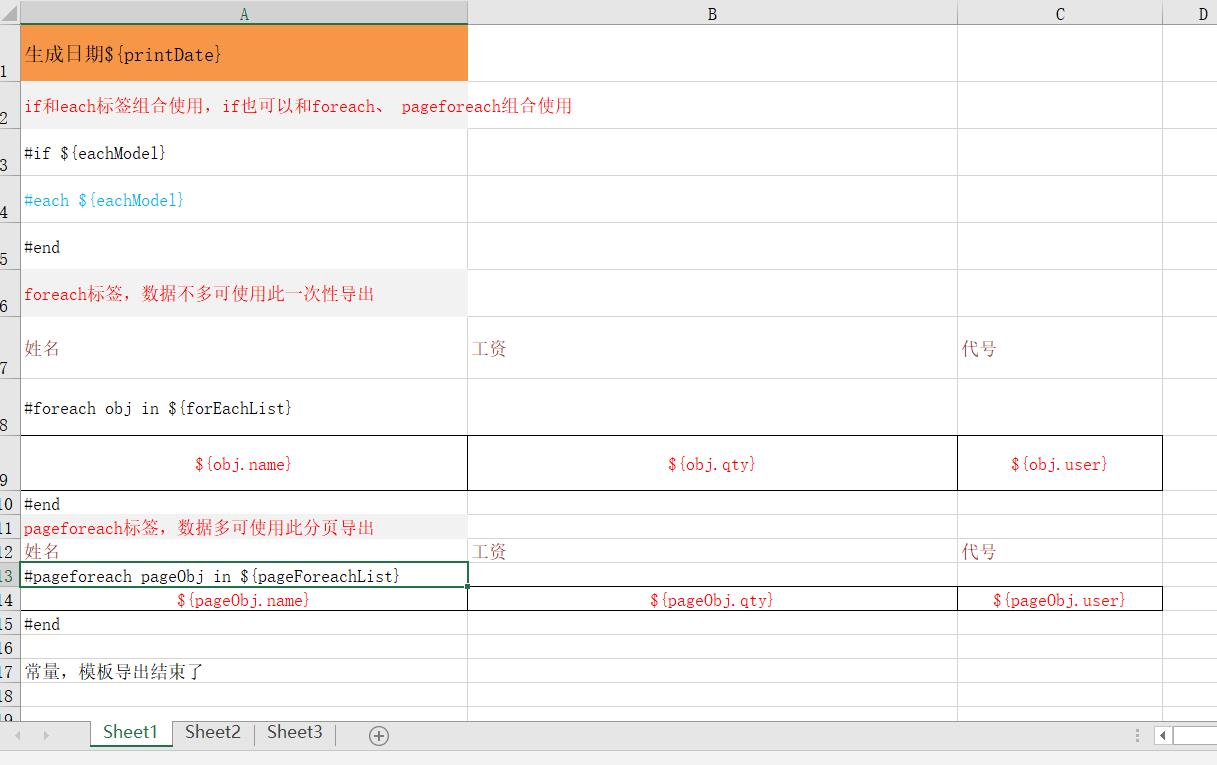 A B C D
1 生成日期${printDate}
2 if和each标签组合使用，if也可以和foreach、 pageforeach组合使用
3 #if ${eachModel}
4 #each ${eachModel}
5 #end
6 foreach标签，数据不多可使用此一次性导出
7 姓名 工资 代号
8 #foreach obj in ${forEachList}
9 ${obj.name} ${obj.qty} ${obj.user}
10 #end
11 pageforeach标签，数据多可使用此分页导出
12 姓名 工资 代号
13 #pageforeach pageObj in ${pageForeachList}
14 ${pageObj.name} ${pageObj.qty} ${pageObj.user}
15 #end
16
17 常量，模板导出结束了
18
19
Sheet1 Sheet2 Sheet3